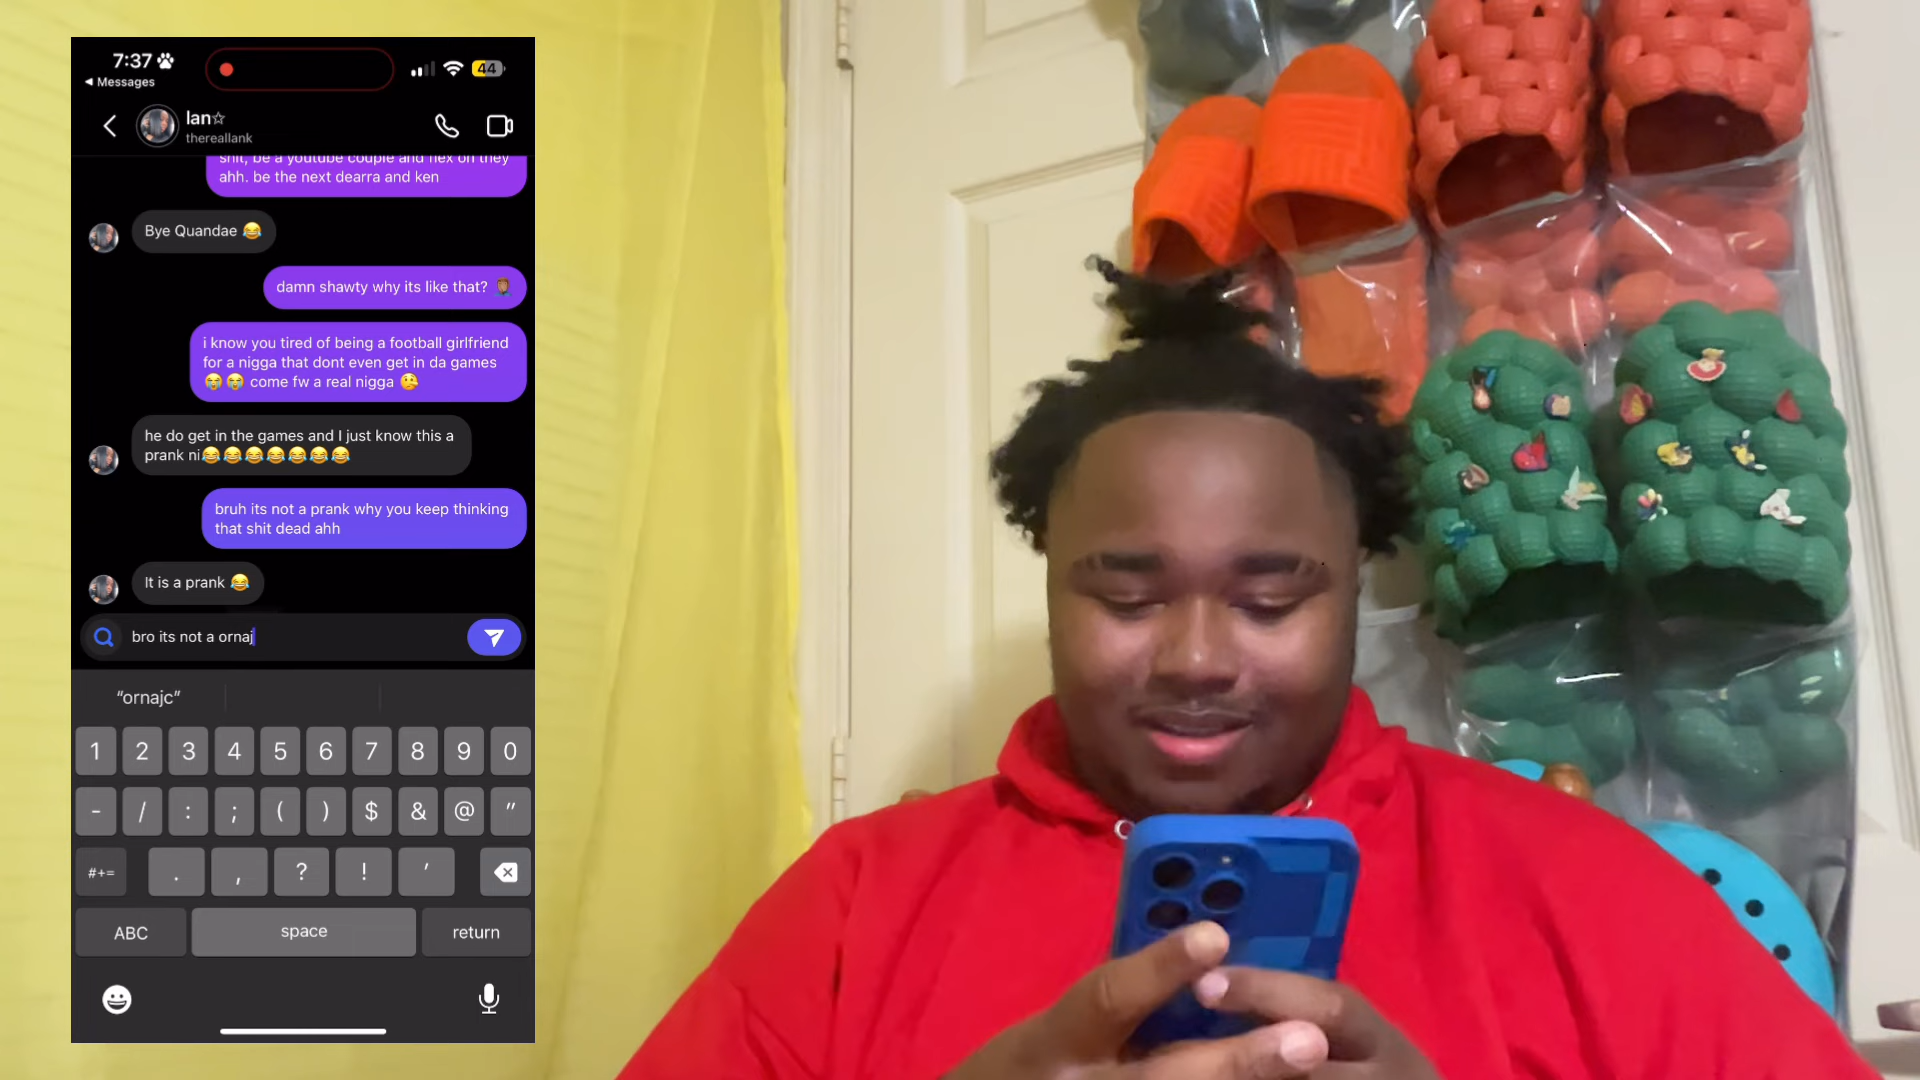 7:37
44
Messages
lan☆
thereallank
shit, be a youtube couple and flex on they
ahh. be the next dearra and ken
Bye Quandae 😂
damn shawty why its like that? 🤦🏾‍♂️
i know you tired of being a football girlfriend
for a nigga that dont even get in da games
😭😭 come fw a real nigga 🤥
he do get in the games and I just know this a
prank ni😂😂😂😂😂😂😂
bruh its not a prank why you keep thinking
that shit dead ahh
It is a prank 😂
bro its not a ornaj
“ornajc”
1 2 3 4 5 6 7 8 9 0
- / : ; ( ) $ & @ "
#+= . , ? ! '
ABC space return